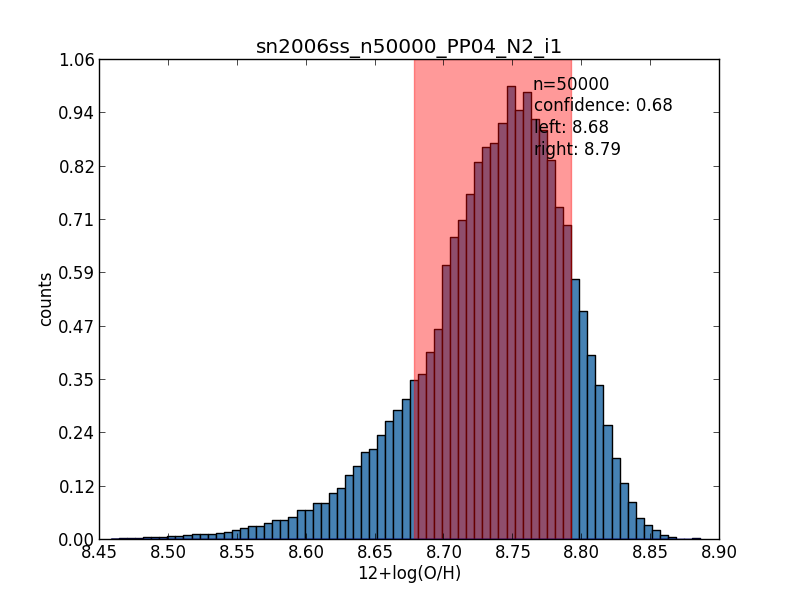 sn2006ss_n50000_PP04_N2_i1
1.06
0.94
0.82
0.71
0.59
0.47
0.35
0.24
0.12
0.00
counts
n=50000
confidence: 0.68
left: 8.68
right: 8.79
8.45 8.50 8.55 8.60 8.65 8.70 8.75 8.80 8.85 8.90
12+log(O/H)